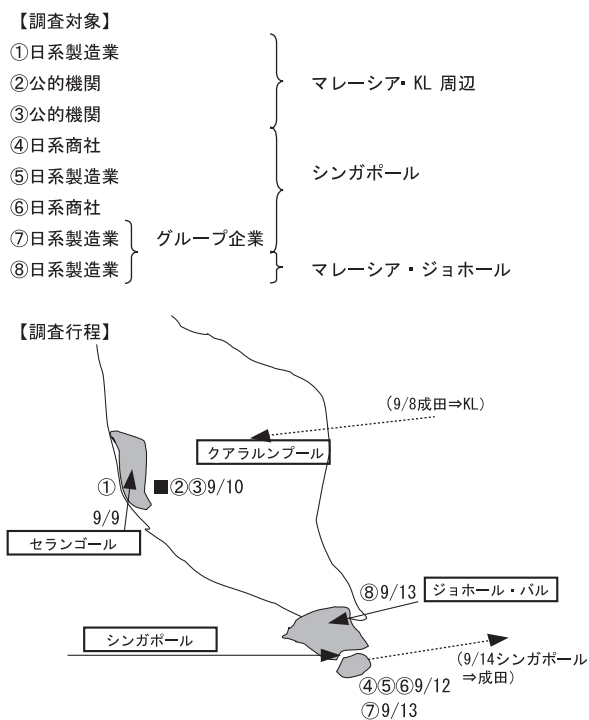 【調査対象】
①日系製造業
②公的機関
③公的機関
マレーシア・KL 周辺
④日系商社
⑤日系製造業
⑥日系商社
シンガポール
⑦日系製造業
⑧日系製造業
グループ企業
マレーシア・ジョホール
【調査行程】
(9/8成田⇒KL)
クアラルンプール
① ■②③9/10
9/9
セランゴール
⑧9/13
ジョホール・バル
シンガポール
(9/14シンガポール
⇒成田)
④⑤⑥9/12
⑦9/13